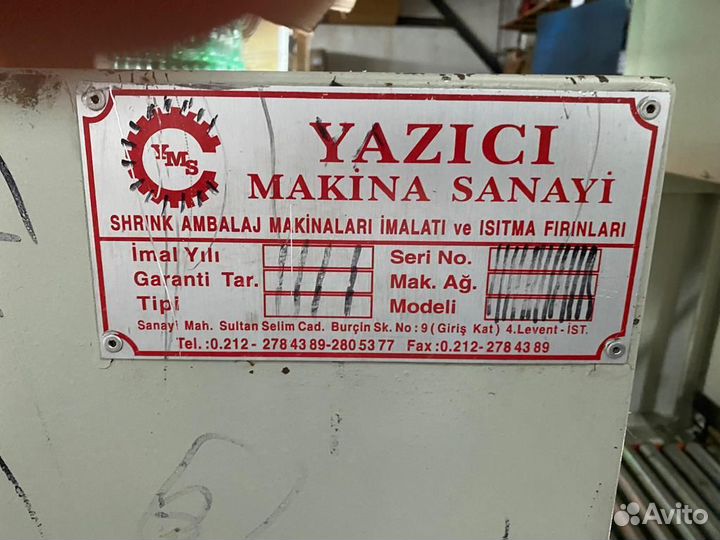 YMS
YAZICI
MAKİNA SANAYİ
SHRINK AMBALAJ MAKİNALARI İMALATI ve ISITMA FIRINLARI
İmal Yılı Seri No.
Garanti Tar. Mak. Ağ.
Tipi Modeli
Sanayi Mah. Sultan Selim Cad. Burçin Sk. No: 9 (Giriş Kat) 4.Levent-İST.
Tel.:0.212- 278 43 89-280 53 77 Fax:0.212-278 43 89
Avito